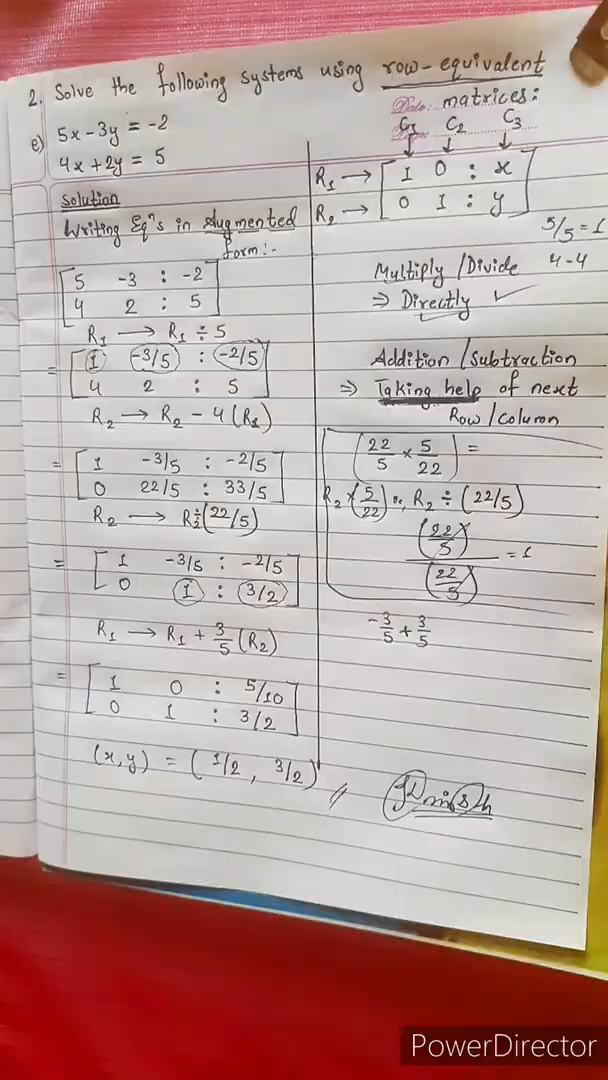 2. Solve the following systems using row-equivalent
matrices:
e) 5x - 3y = -2
4x + 2y = 5
Solution
Writing Eqⁿs in Augmented
form:-
[5 -3 : -2
4 2 : 5]
R₁ → R₁ ÷ 5
= [1 -3/5 : -2/5
4 2 : 5]
R₂ → R₂ - 4(R₁)
= [1 -3/5 : -2/5
0 22/5 : 33/5]
R₂ → R₂ ÷ (22/5)
= [1 -3/5 : -2/5
0 1 : 3/2]
R₁ → R₁ + 3/5 (R₂)
= [1 0 : 5/10
0 1 : 3/2]
(x,y) = (1/2, 3/2)
C₁ C₂ C₃
R₁ → [1 0 : x
R₂ → 0 1 : y]
5/5 = 1
4-4
Multiply/Divide
⇒ Directly ✓
Addition/Subtraction
⇒ Taking help of next
Row/column
(22/5 × 5/22) =
R₂ × (5/22) or, R₂ ÷ (22/5)
(22/5)
/(22/5) = 1
-3/5 + 3/5
PowerDirector